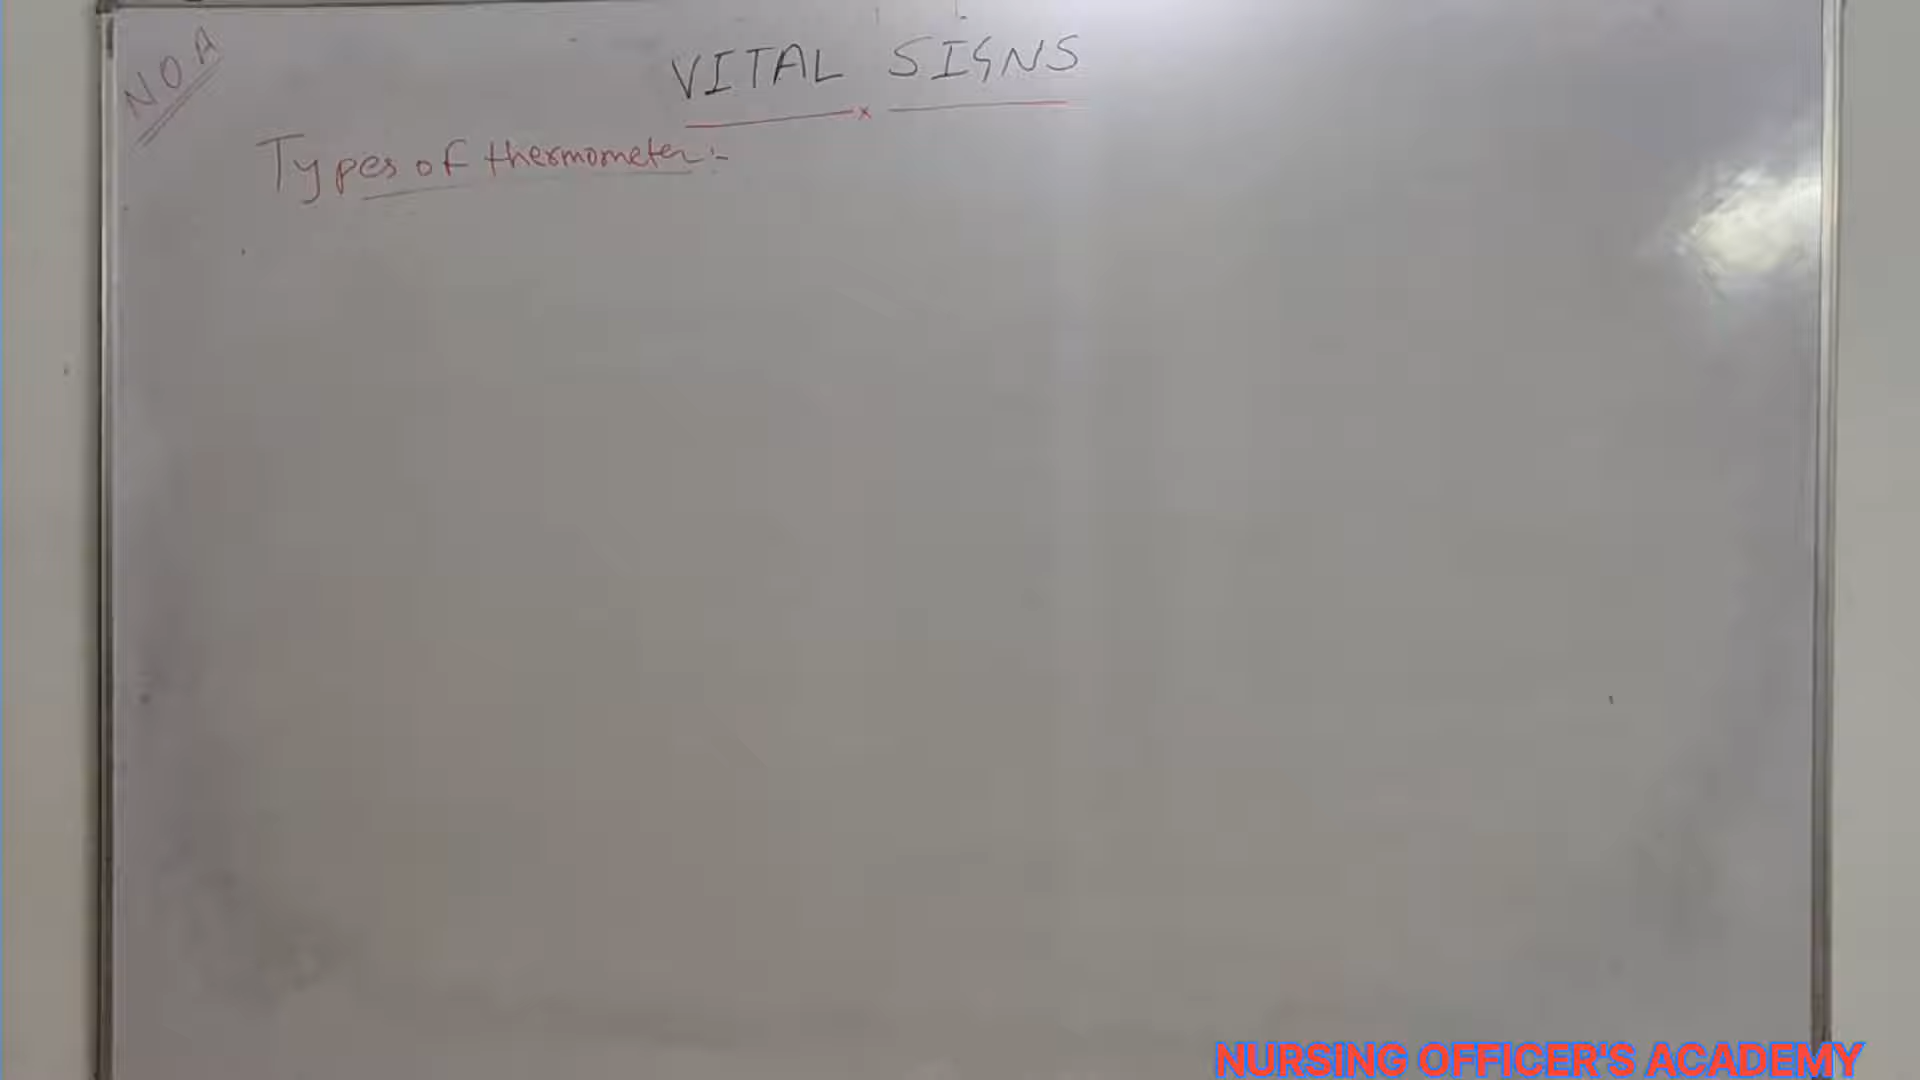 NOA
VITAL SIGNS
x
Types of thermometer:-
NURSING OFFICER'S ACADEMY